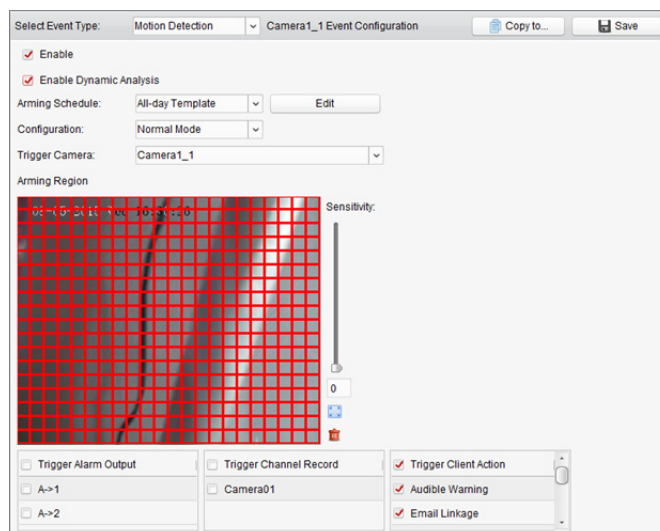 Select Event Type: Motion Detection Camera1_1 Event Configuration Copy to... Save
Enable
Enable Dynamic Analysis
Arming Schedule: All-day Template Edit
Configuration: Normal Mode
Trigger Camera: Camera1_1
Arming Region
Sensitivity:
0
Trigger Alarm Output Trigger Channel Record Trigger Client Action
A->1 Camera01 Audible Warning
A->2 Email Linkage